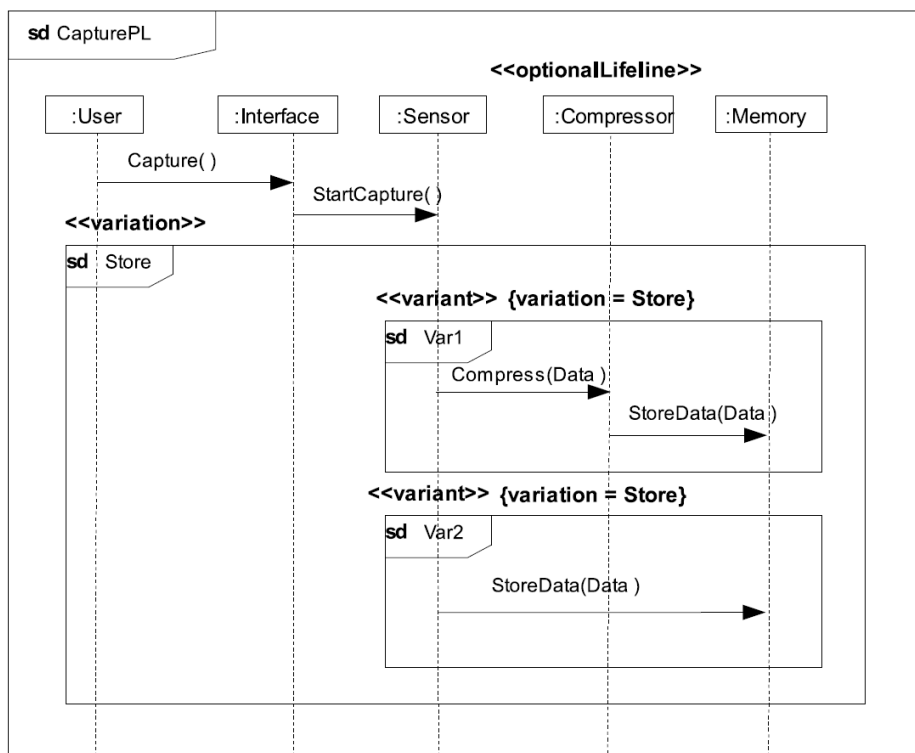 sd CapturePL
<<optionalLifeline>>
:User :Interface :Sensor :Compressor :Memory
Capture( )
StartCapture( )
<<variation>>
sd Store
<<variant>> {variation = Store}
sd Var1
Compress(Data )
StoreData(Data )
<<variant>> {variation = Store}
sd Var2
StoreData(Data )